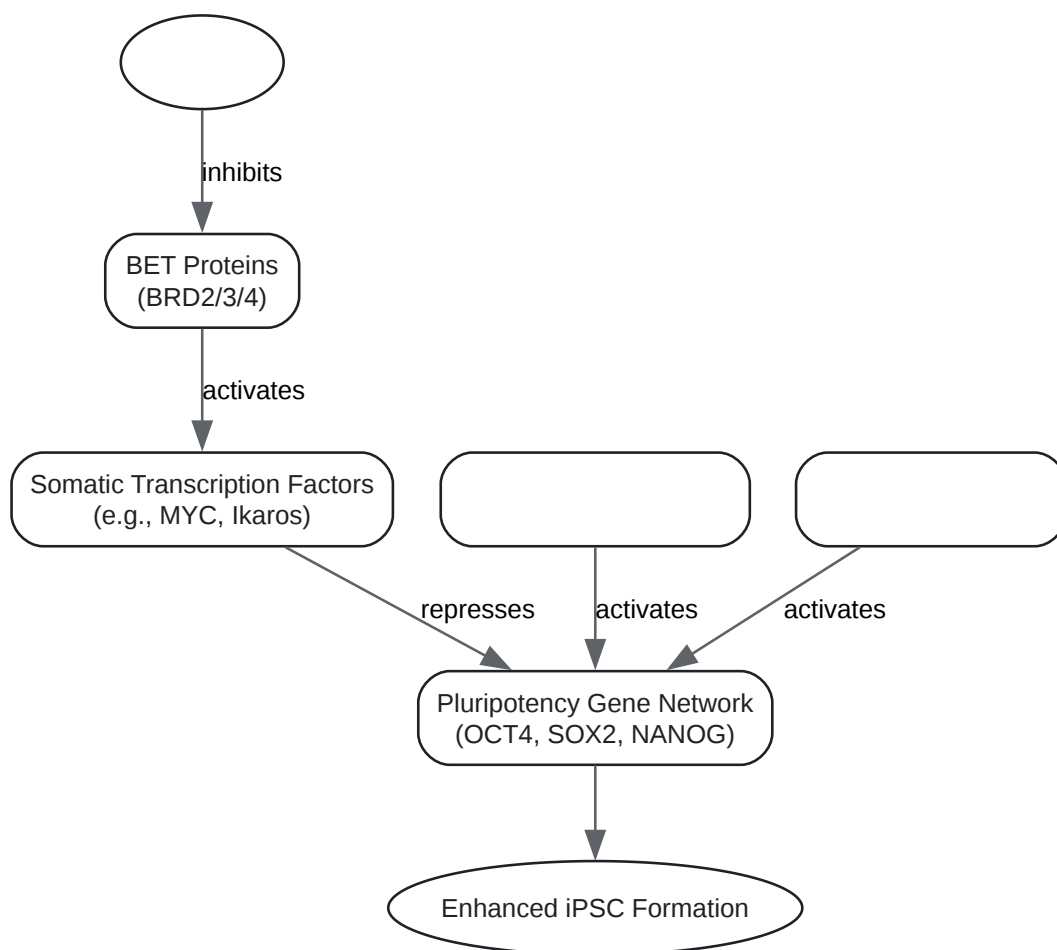 inhibits
BET Proteins
(BRD2/3/4)
activates
Somatic Transcription Factors
(e.g., MYC, Ikaros)
represses
activates
activates
Pluripotency Gene Network
(OCT4, SOX2, NANOG)
Enhanced iPSC Formation